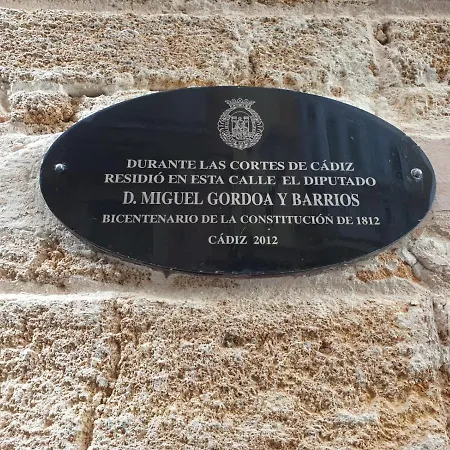 DURANTE LAS CORTES DE CÁDIZ
RESIDIÓ EN ESTA CALLE EL DIPUTADO
D. MIGUEL GORDOA Y BARRIOS
BICENTENARIO DE LA CONSTITUCIÓN DE 1812
CÁDIZ 2012